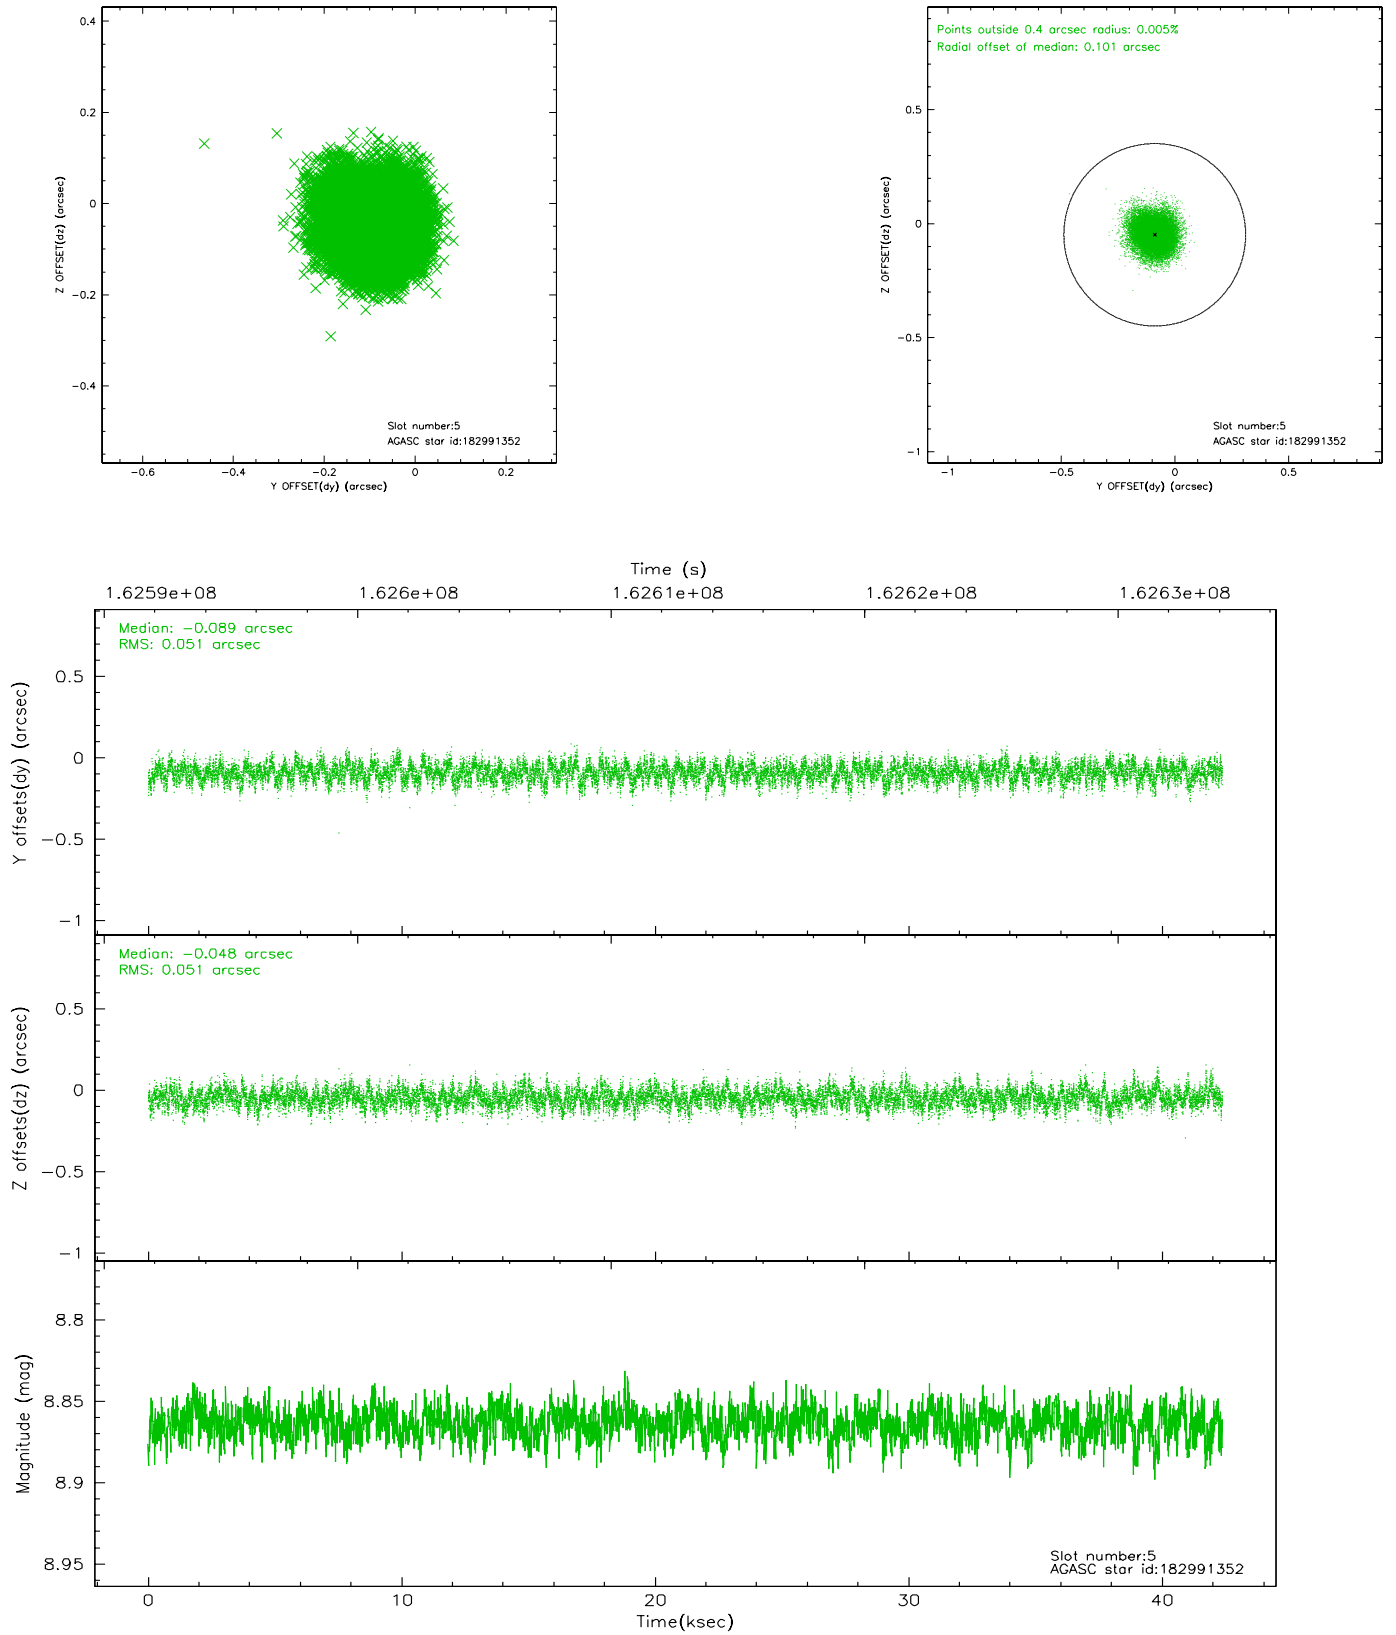 0.4
0.2
0
−0.2
−0.4
Z OFFSET(dz) (arcsec)
Slot number:5
AGASC star id:182991352
−0.6 −0.4 −0.2 0 0.2
Y OFFSET(dy) (arcsec)
Points outside 0.4 arcsec radius: 0.005%
Radial offset of median: 0.101 arcsec
0.5
0
−0.5
−1
Z OFFSET(dz) (arcsec)
Slot number:5
AGASC star id:182991352
−1 −0.5 0 0.5
Y OFFSET(dy) (arcsec)
Time (s)
1.6259e+08 1.626e+08 1.6261e+08 1.6262e+08 1.6263e+08
Median: −0.089 arcsec
RMS: 0.051 arcsec
0.5
0
−0.5
−1
Y offsets(dy) (arcsec)
Median: −0.048 arcsec
RMS: 0.051 arcsec
0.5
0
−0.5
−1
Z offsets(dz) (arcsec)
8.8
8.85
8.9
8.95
Magnitude (mag)
Slot number:5
AGASC star id:182991352
0 10 20 30 40
Time(ksec)